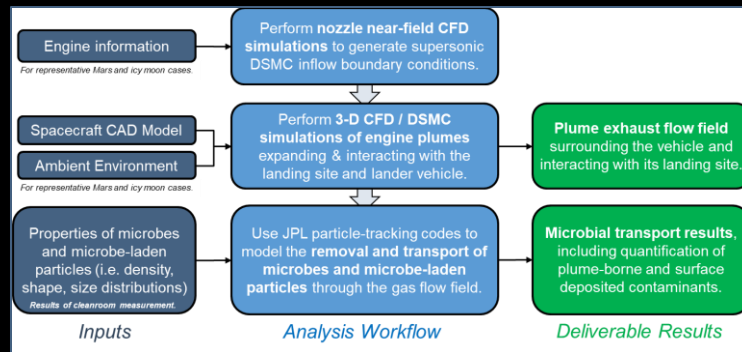 Engine information
For representative Mars and icy moon cases.
Perform nozzle near-field CFD
simulations to generate supersonic
DSMC inflow boundary conditions.
Spacecraft CAD Model
Ambient Environment
For representative Mars and icy moon cases.
Perform 3-D CFD / DSMC
simulations of engine plumes
expanding & interacting with the
landing site and lander vehicle.
Plume exhaust flow field
surrounding the vehicle and
interacting with its landing site.
Properties of microbes
and microbe-laden
particles (i.e. density,
shape, size distributions)
Results of cleanroom measurement.
Use JPL particle-tracking codes to
model the removal and transport of
microbes and microbe-laden
particles through the gas flow field.
Microbial transport results,
including quantification of
plume-borne and surface
deposited contaminants.
Inputs
Analysis Workflow
Deliverable Results